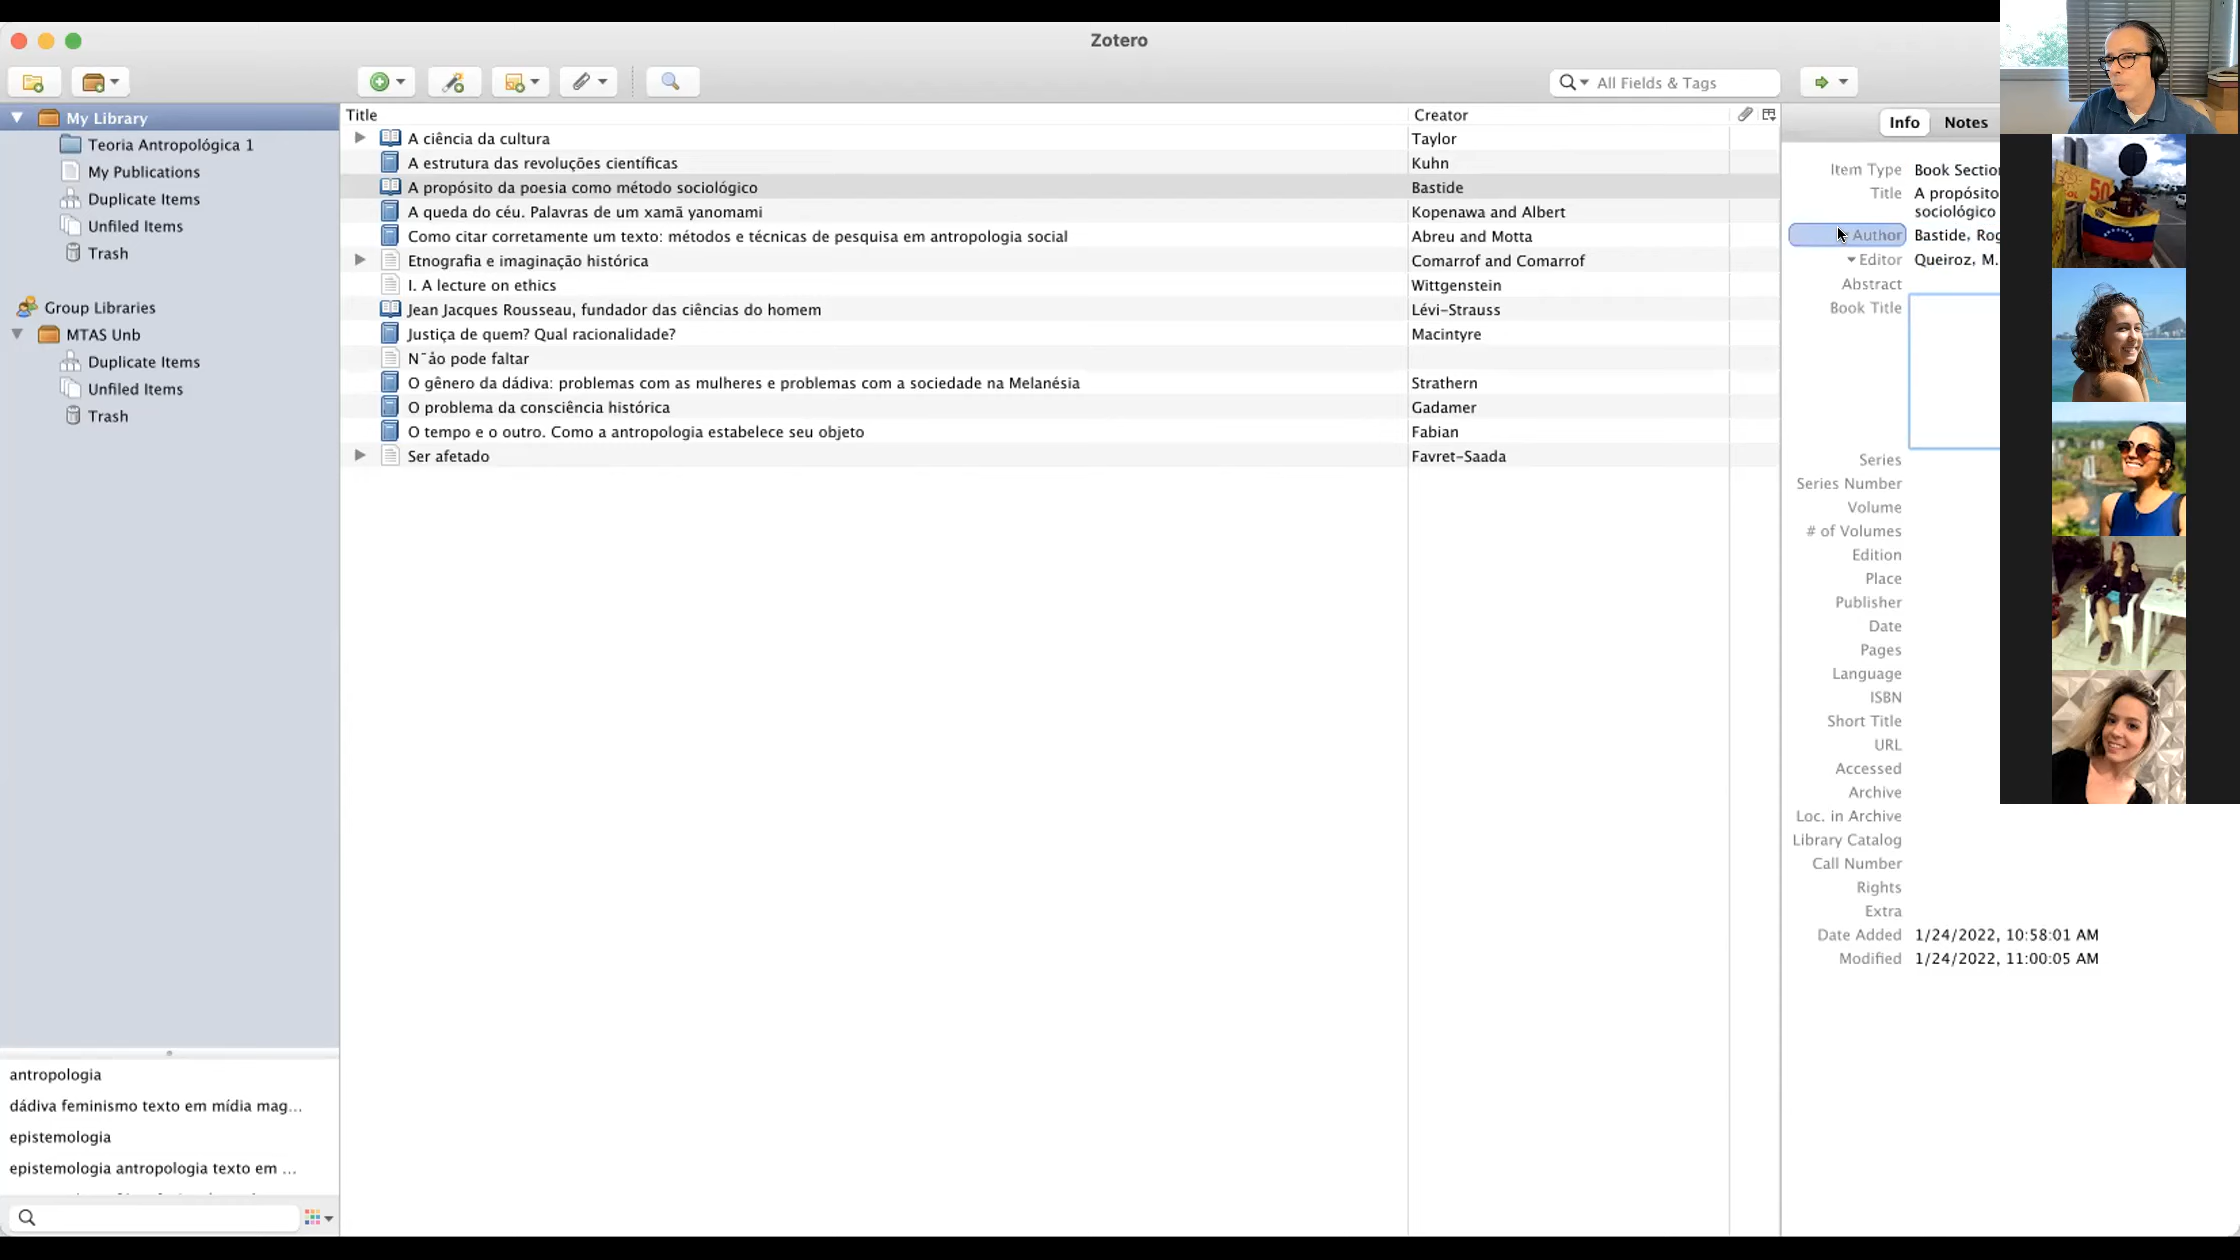 Zotero
All Fields & Tags
My Library
Teoria Antropológica 1
My Publications
Duplicate Items
Unfiled Items
Trash
Group Libraries
MTAS Unb
Duplicate Items
Unfiled Items
Trash
antropologia
dádiva feminismo texto em mídia mag...
epistemologia
epistemologia antropologia texto em ...
Title Creator
A ciência da cultura Taylor
A estrutura das revoluções científicas Kuhn
A propósito da poesia como método sociológico Bastide
A queda do céu. Palavras de um xamã yanomami Kopenawa and Albert
Como citar corretamente um texto: métodos e técnicas de pesquisa em antropologia social Abreu and Motta
Etnografia e imaginação histórica Comarrof and Comarrof
I. A lecture on ethics Wittgenstein
Jean Jacques Rousseau, fundador das ciências do homem Lévi-Strauss
Justiça de quem? Qual racionalidade? Macintyre
N˜ão pode faltar
O gênero da dádiva: problemas com as mulheres e problemas com a sociedade na Melanésia Strathern
O problema da consciência histórica Gadamer
O tempo e o outro. Como a antropologia estabelece seu objeto Fabian
Ser afetado Favret-Saada
Info Notes
Item Type Book Section
Title A propósito
sociológico
Author Bastide, Rog
Editor Queiroz, M.
Abstract
Book Title
Series
Series Number
Volume
# of Volumes
Edition
Place
Publisher
Date
Pages
Language
ISBN
Short Title
URL
Accessed
Archive
Loc. in Archive
Library Catalog
Call Number
Rights
Extra
Date Added 1/24/2022, 10:58:01 AM
Modified 1/24/2022, 11:00:05 AM
50